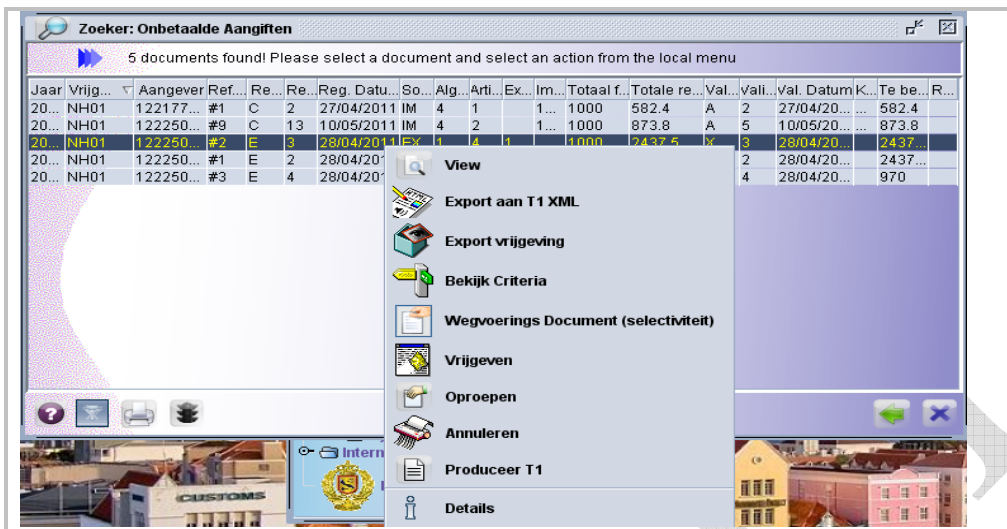 Zoeker: Onbetaalde Aangiften
5 documents found! Please select a document and select an action from the local menu
Jaar Vrijg... Aangever Ref... Re... Re... Reg. Datu... So... Alg... Arti... Ex... Im... Totaal f... Totale re... Val... Vali... Val. Datum K... Te be... R...
20... NH01 122177... #1 C 2 27/04/2011 IM 4 1 1... 1000 582.4 A 2 27/04/20... ... 582.4
20... NH01 122250... #9 C 13 10/05/2011 IM 4 2 1... 1000 873.8 A 5 10/05/20... ... 873.8
20... NH01 122250... #2 E 3 28/04/2011 EX 1 4 1 1000 2437.5 X 3 28/04/20... 2437...
20... NH01 122250... #1 E 2 28/04/20 2 28/04/20... 2437...
20... NH01 122250... #3 E 4 28/04/20 4 28/04/20... 970
View
Export aan T1 XML
Export vrijgeving
Bekijk Criteria
Wegvoerings Document (selectiviteit)
Vrijgeven
Oproepen
Annuleren
Produceer T1
Details
Intern
CUSTOMS